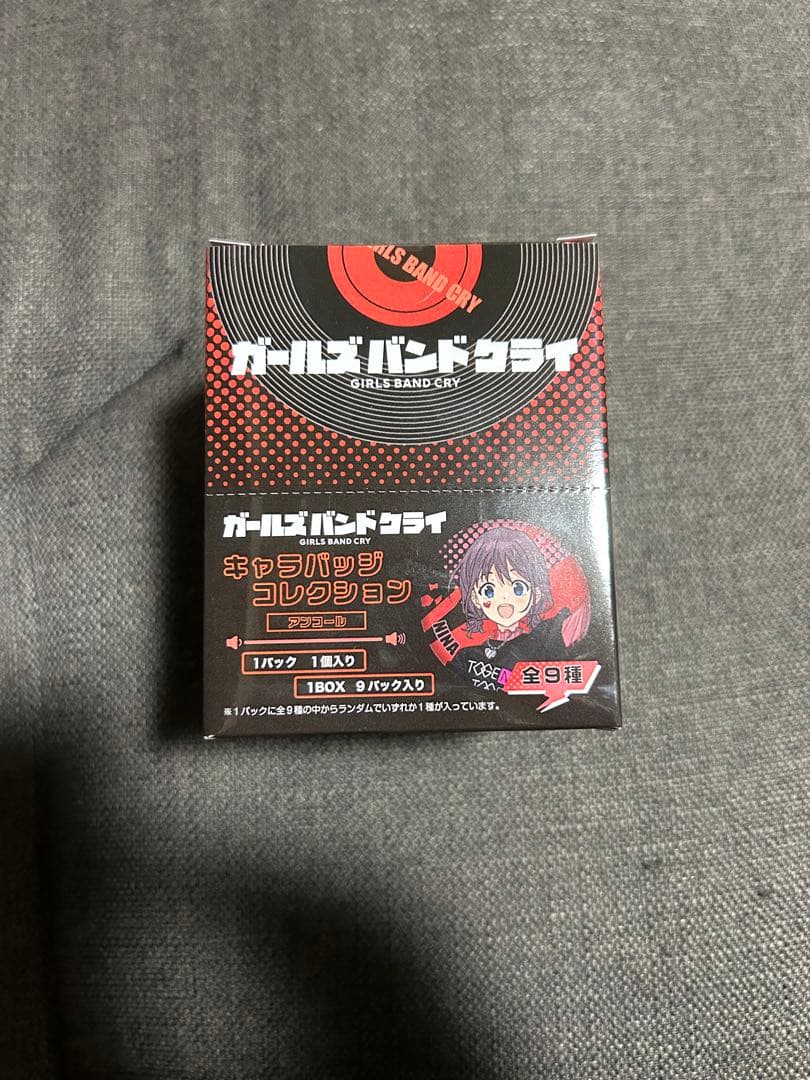 GIRLS BAND CRY
ガールズバンドクライ
GIRLS BAND CRY
ガールズバンドクライ
GIRLS BAND CRY
キャラバッジ
コレクション
アンコール
1パック 1個入り
1BOX 9パック入り
NINA
全9種
※1パックに全9種の中からランダムでいずれか1種が入っています。